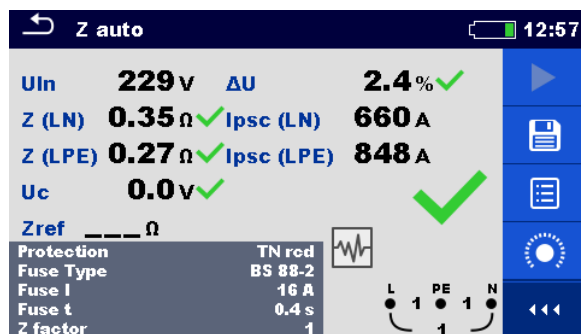 Z auto 12:57
Uln 229 V ΔU 2.4 %
Z (LN) 0.35 Ω Ipsc (LN) 660 A
Z (LPE) 0.27 Ω Ipsc (LPE) 848 A
Uc 0.0 V
Zref ___ Ω
Protection TN rcd
Fuse Type BS 88-2
Fuse I 16 A
Fuse t 0.4 s
Z factor 1
L PE N
1 1
1